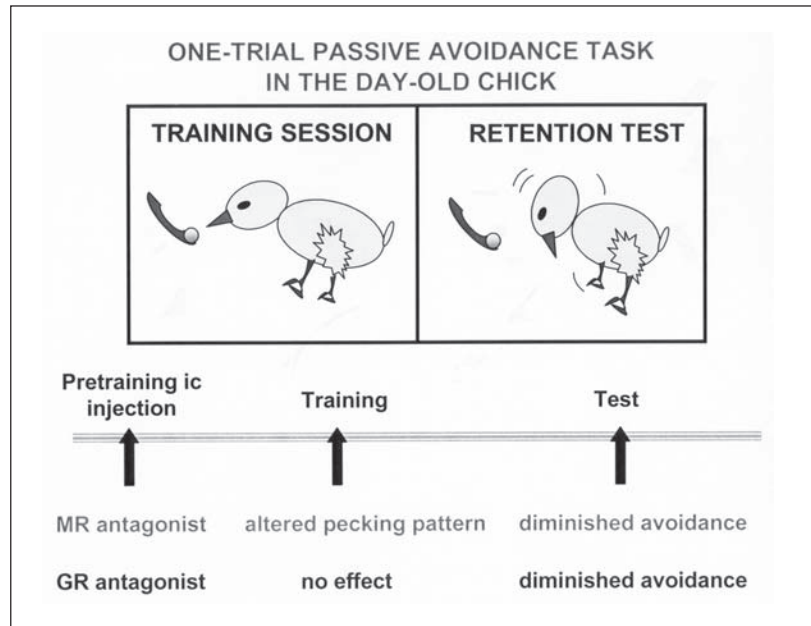 ONE-TRIAL PASSIVE AVOIDANCE TASK
IN THE DAY-OLD CHICK
TRAINING SESSION
RETENTION TEST
Pretraining ic
injection
Training
Test
MR antagonist
altered pecking pattern
diminished avoidance
GR antagonist
no effect
diminished avoidance